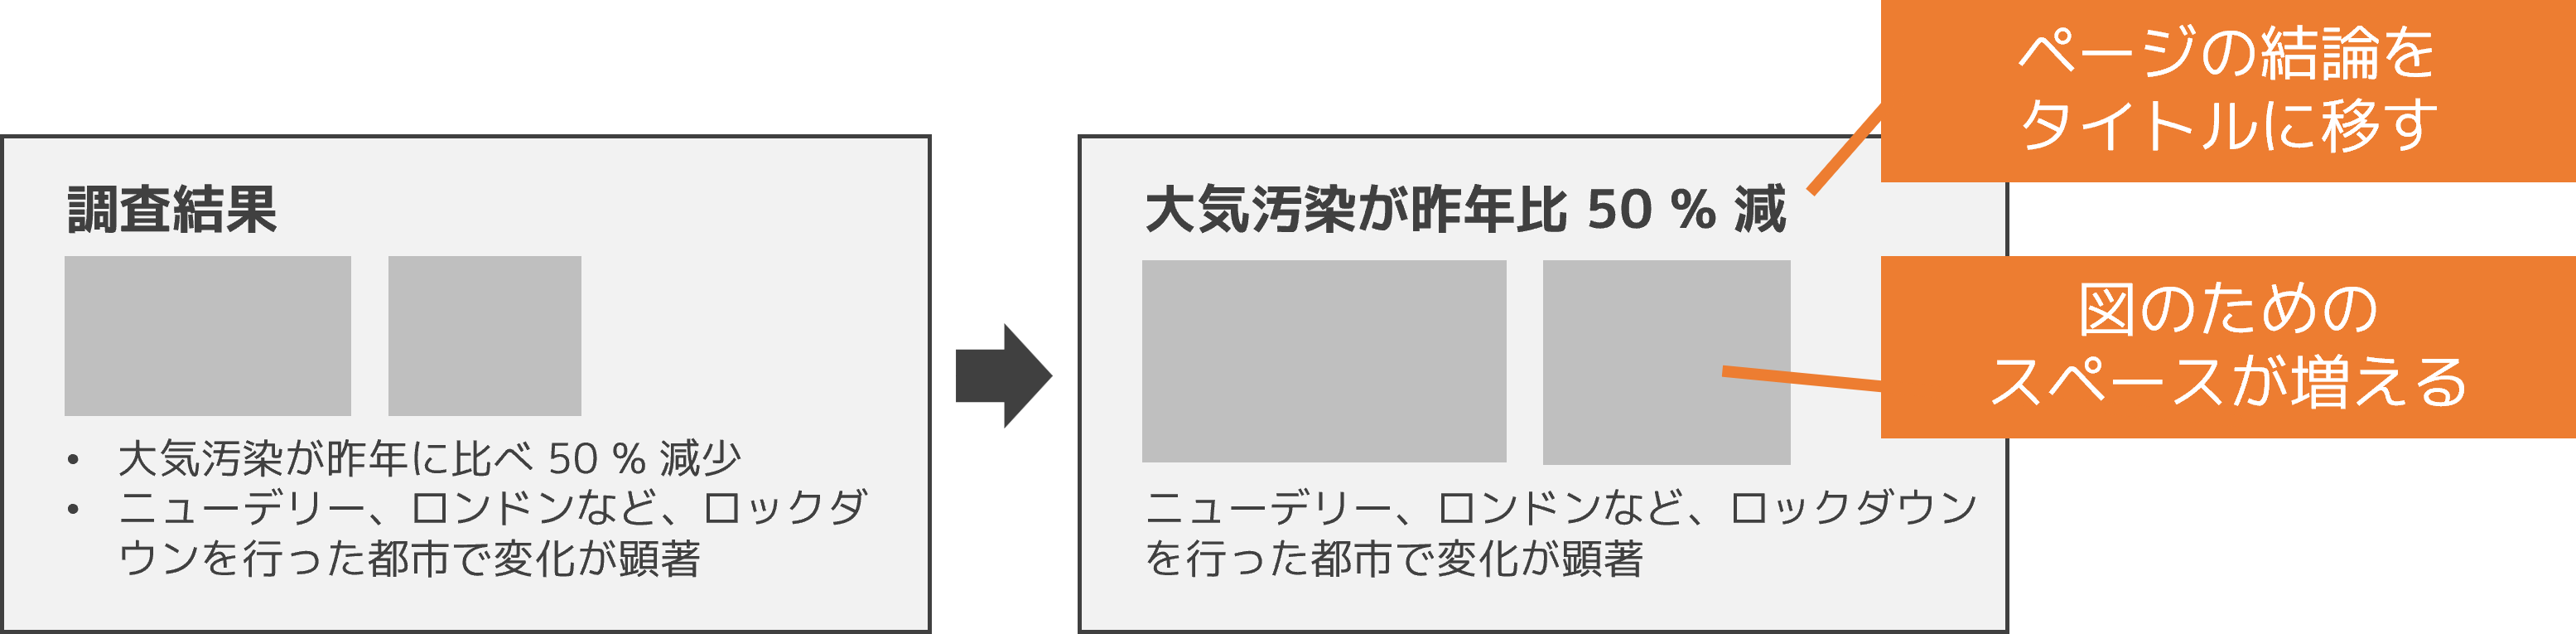 調査結果
• 大気汚染が昨年に比べ 50 % 減少
• ニューデリー、ロンドンなど、ロックダ
ウンを行った都市で変化が顕著
大気汚染が昨年比 50 % 減
ニューデリー、ロンドンなど、ロックダウン
を行った都市で変化が顕著
ページの結論を
タイトルに移す
図のための
スペースが増える